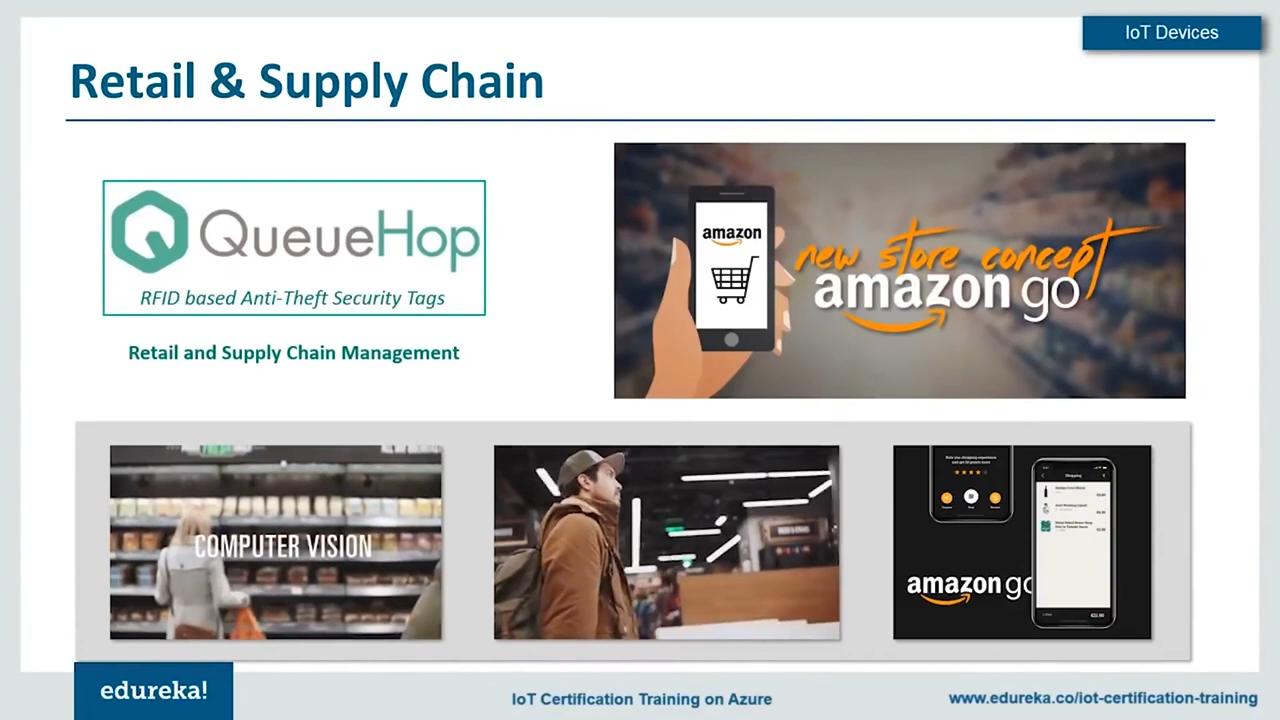 IoT Devices
Retail & Supply Chain
QueueHop
RFID based Anti-Theft Security Tags
Retail and Supply Chain Management
amazon
new store concept
amazon go
COMPUTER VISION
amazon go
Shopping
edureka!
IoT Certification Training on Azure
www.edureka.co/iot-certification-training